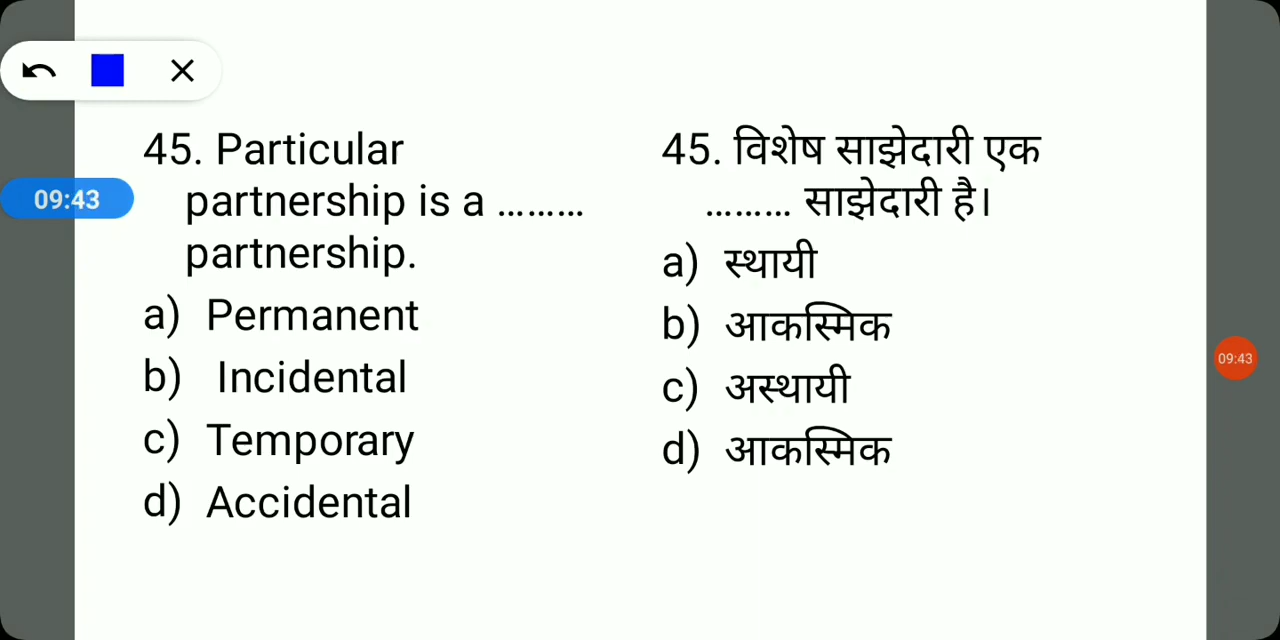 45. Particular
partnership is a .........
partnership.
a) Permanent
b) Incidental
c) Temporary
d) Accidental
45. विशेष साझेदारी एक
......... साझेदारी है।
a) स्थायी
b) आकस्मिक
c) अस्थायी
d) आकस्मिक
09:43
09:43